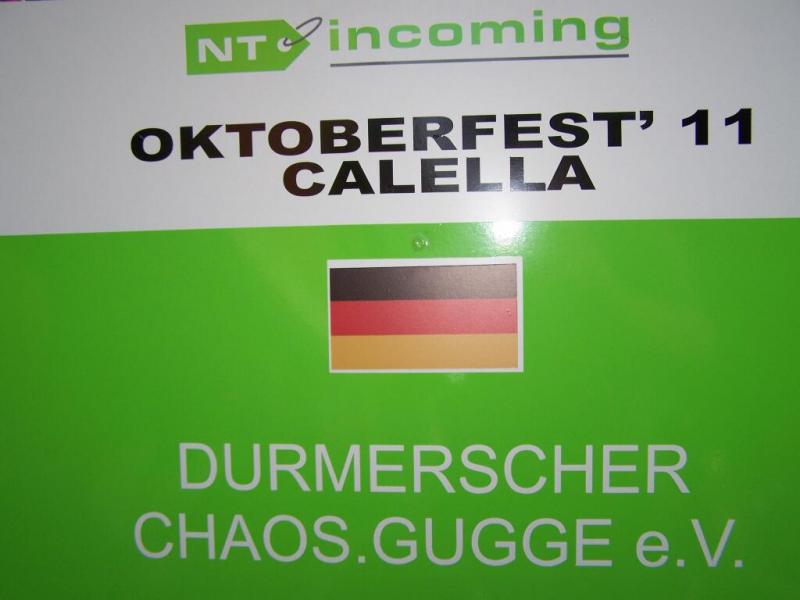 NT incoming
OKTOBERFEST' 11
CALELLA
DURMERSCHER
CHAOS.GUGGE e.V.